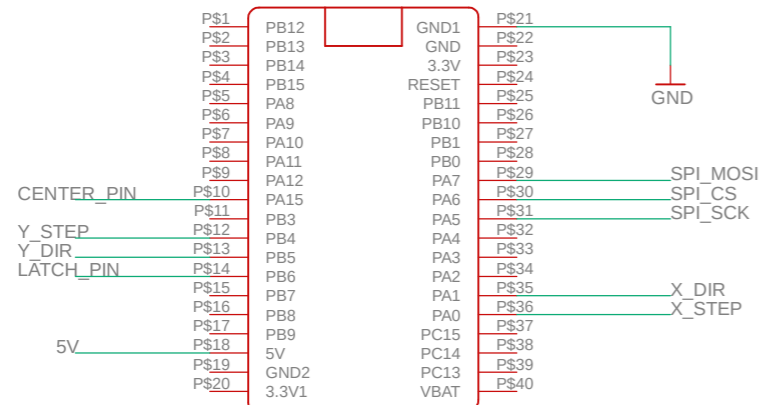 P$1 PB12 GND1 P$21
P$2 PB13 GND P$22
P$3 PB14 3.3V P$23
P$4 PB15 RESET P$24
P$5 PA8 PB11 P$25
P$6 PA9 PB10 P$26
P$7 PA10 PB1 P$27
P$8 PA11 PB0 P$28
P$9 PA12 PA7 P$29 SPI_MOSI
CENTER_PIN P$10 PA15 PA6 P$30 SPI_CS
P$11 PB3 PA5 P$31 SPI_SCK
Y_STEP P$12 PB4 PA4 P$32
Y_DIR P$13 PB5 PA3 P$33
LATCH_PIN P$14 PB6 PA2 P$34
P$15 PB7 PA1 P$35 X_DIR
P$16 PB8 PA0 P$36 X_STEP
P$17 PB9 PC15 P$37
5V P$18 5V PC14 P$38
P$19 GND2 PC13 P$39
P$20 3.3V1 VBAT P$40
GND